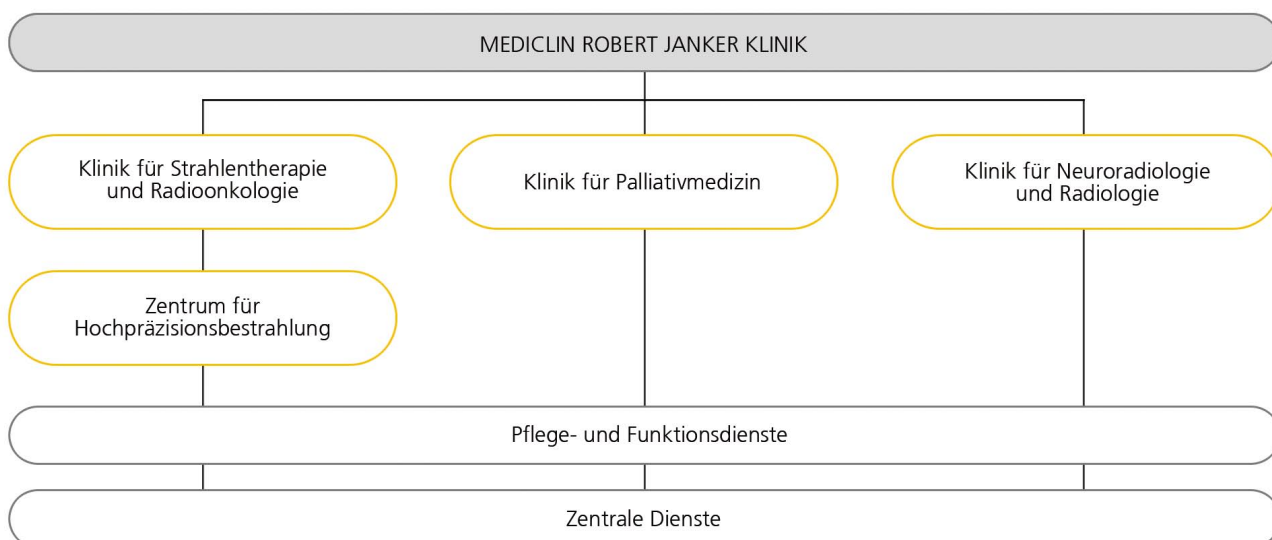 MEDICLIN ROBERT JANKER KLINIK
Klinik für Strahlentherapie
und Radioonkologie
Klinik für Palliativmedizin
Klinik für Neuroradiologie
und Radiologie
Zentrum für
Hochpräzisionsbestrahlung
Pflege- und Funktionsdienste
Zentrale Dienste